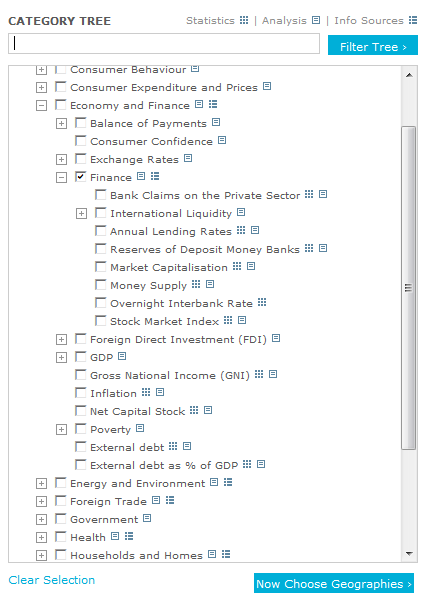 CATEGORY TREE Statistics | Analysis | Info Sources
Filter Tree ›
Consumer Behaviour
Consumer Expenditure and Prices
Economy and Finance
Balance of Payments
Consumer Confidence
Exchange Rates
Finance
Bank Claims on the Private Sector
International Liquidity
Annual Lending Rates
Reserves of Deposit Money Banks
Market Capitalisation
Money Supply
Overnight Interbank Rate
Stock Market Index
Foreign Direct Investment (FDI)
GDP
Gross National Income (GNI)
Inflation
Net Capital Stock
Poverty
External debt
External debt as % of GDP
Energy and Environment
Foreign Trade
Government
Health
Households and Homes
Clear Selection Now Choose Geographies ›